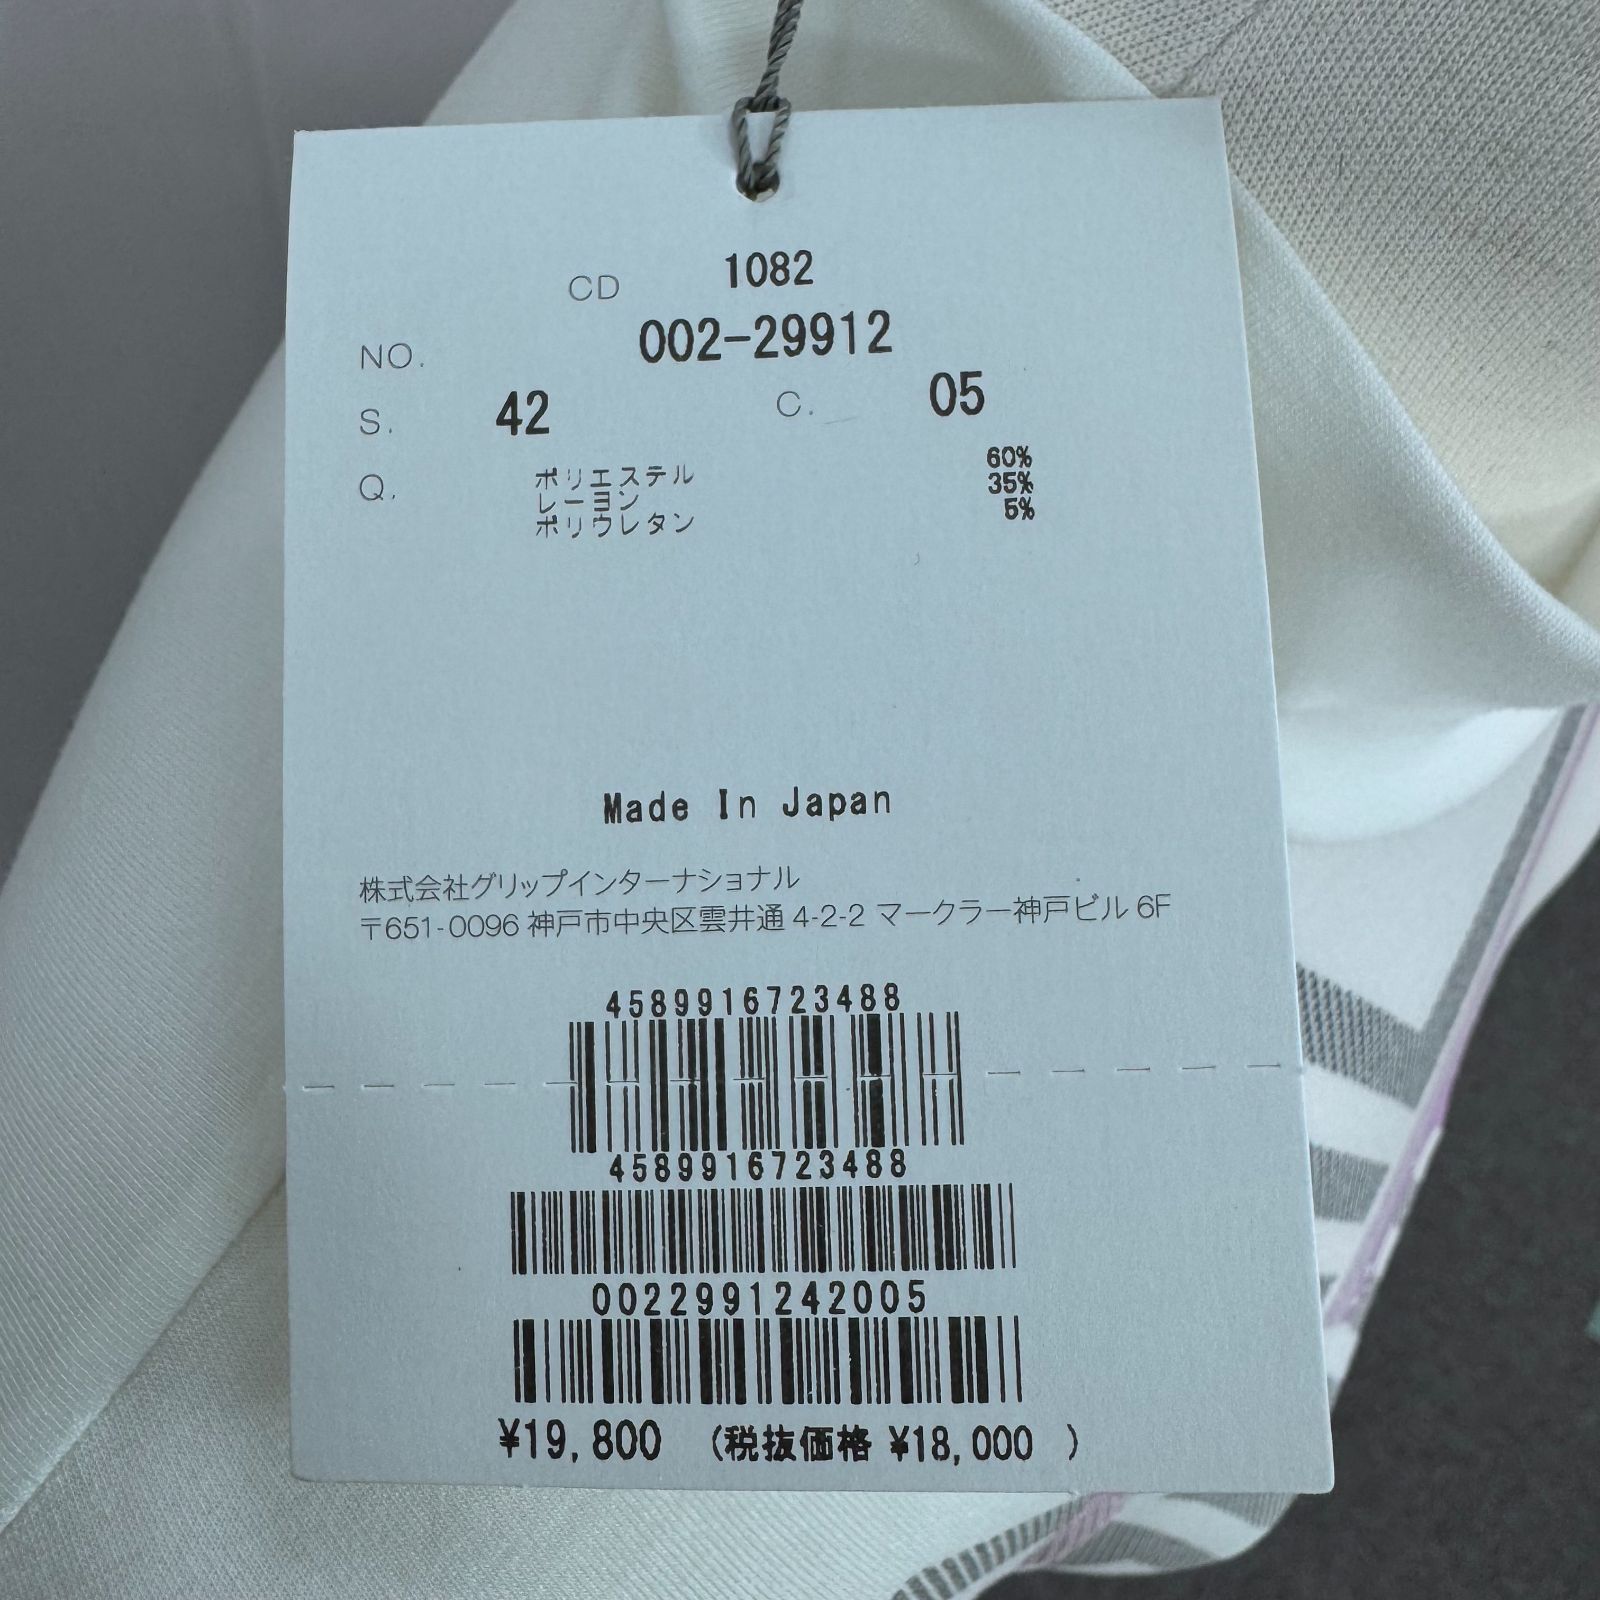 CD 1082
NO. 002-29912
S. 42 C. 05
Q. ポリエステル 60%
レーヨン 35%
ポリウレタン 5%
Made In Japan
株式会社グリップインターナショナル
〒651-0096 神戸市中央区雲井通 4-2-2 マークラー神戸ビル 6F
4589916723488
4589916723488
0022991242005
¥19,800 (税抜価格 ¥18,000 )